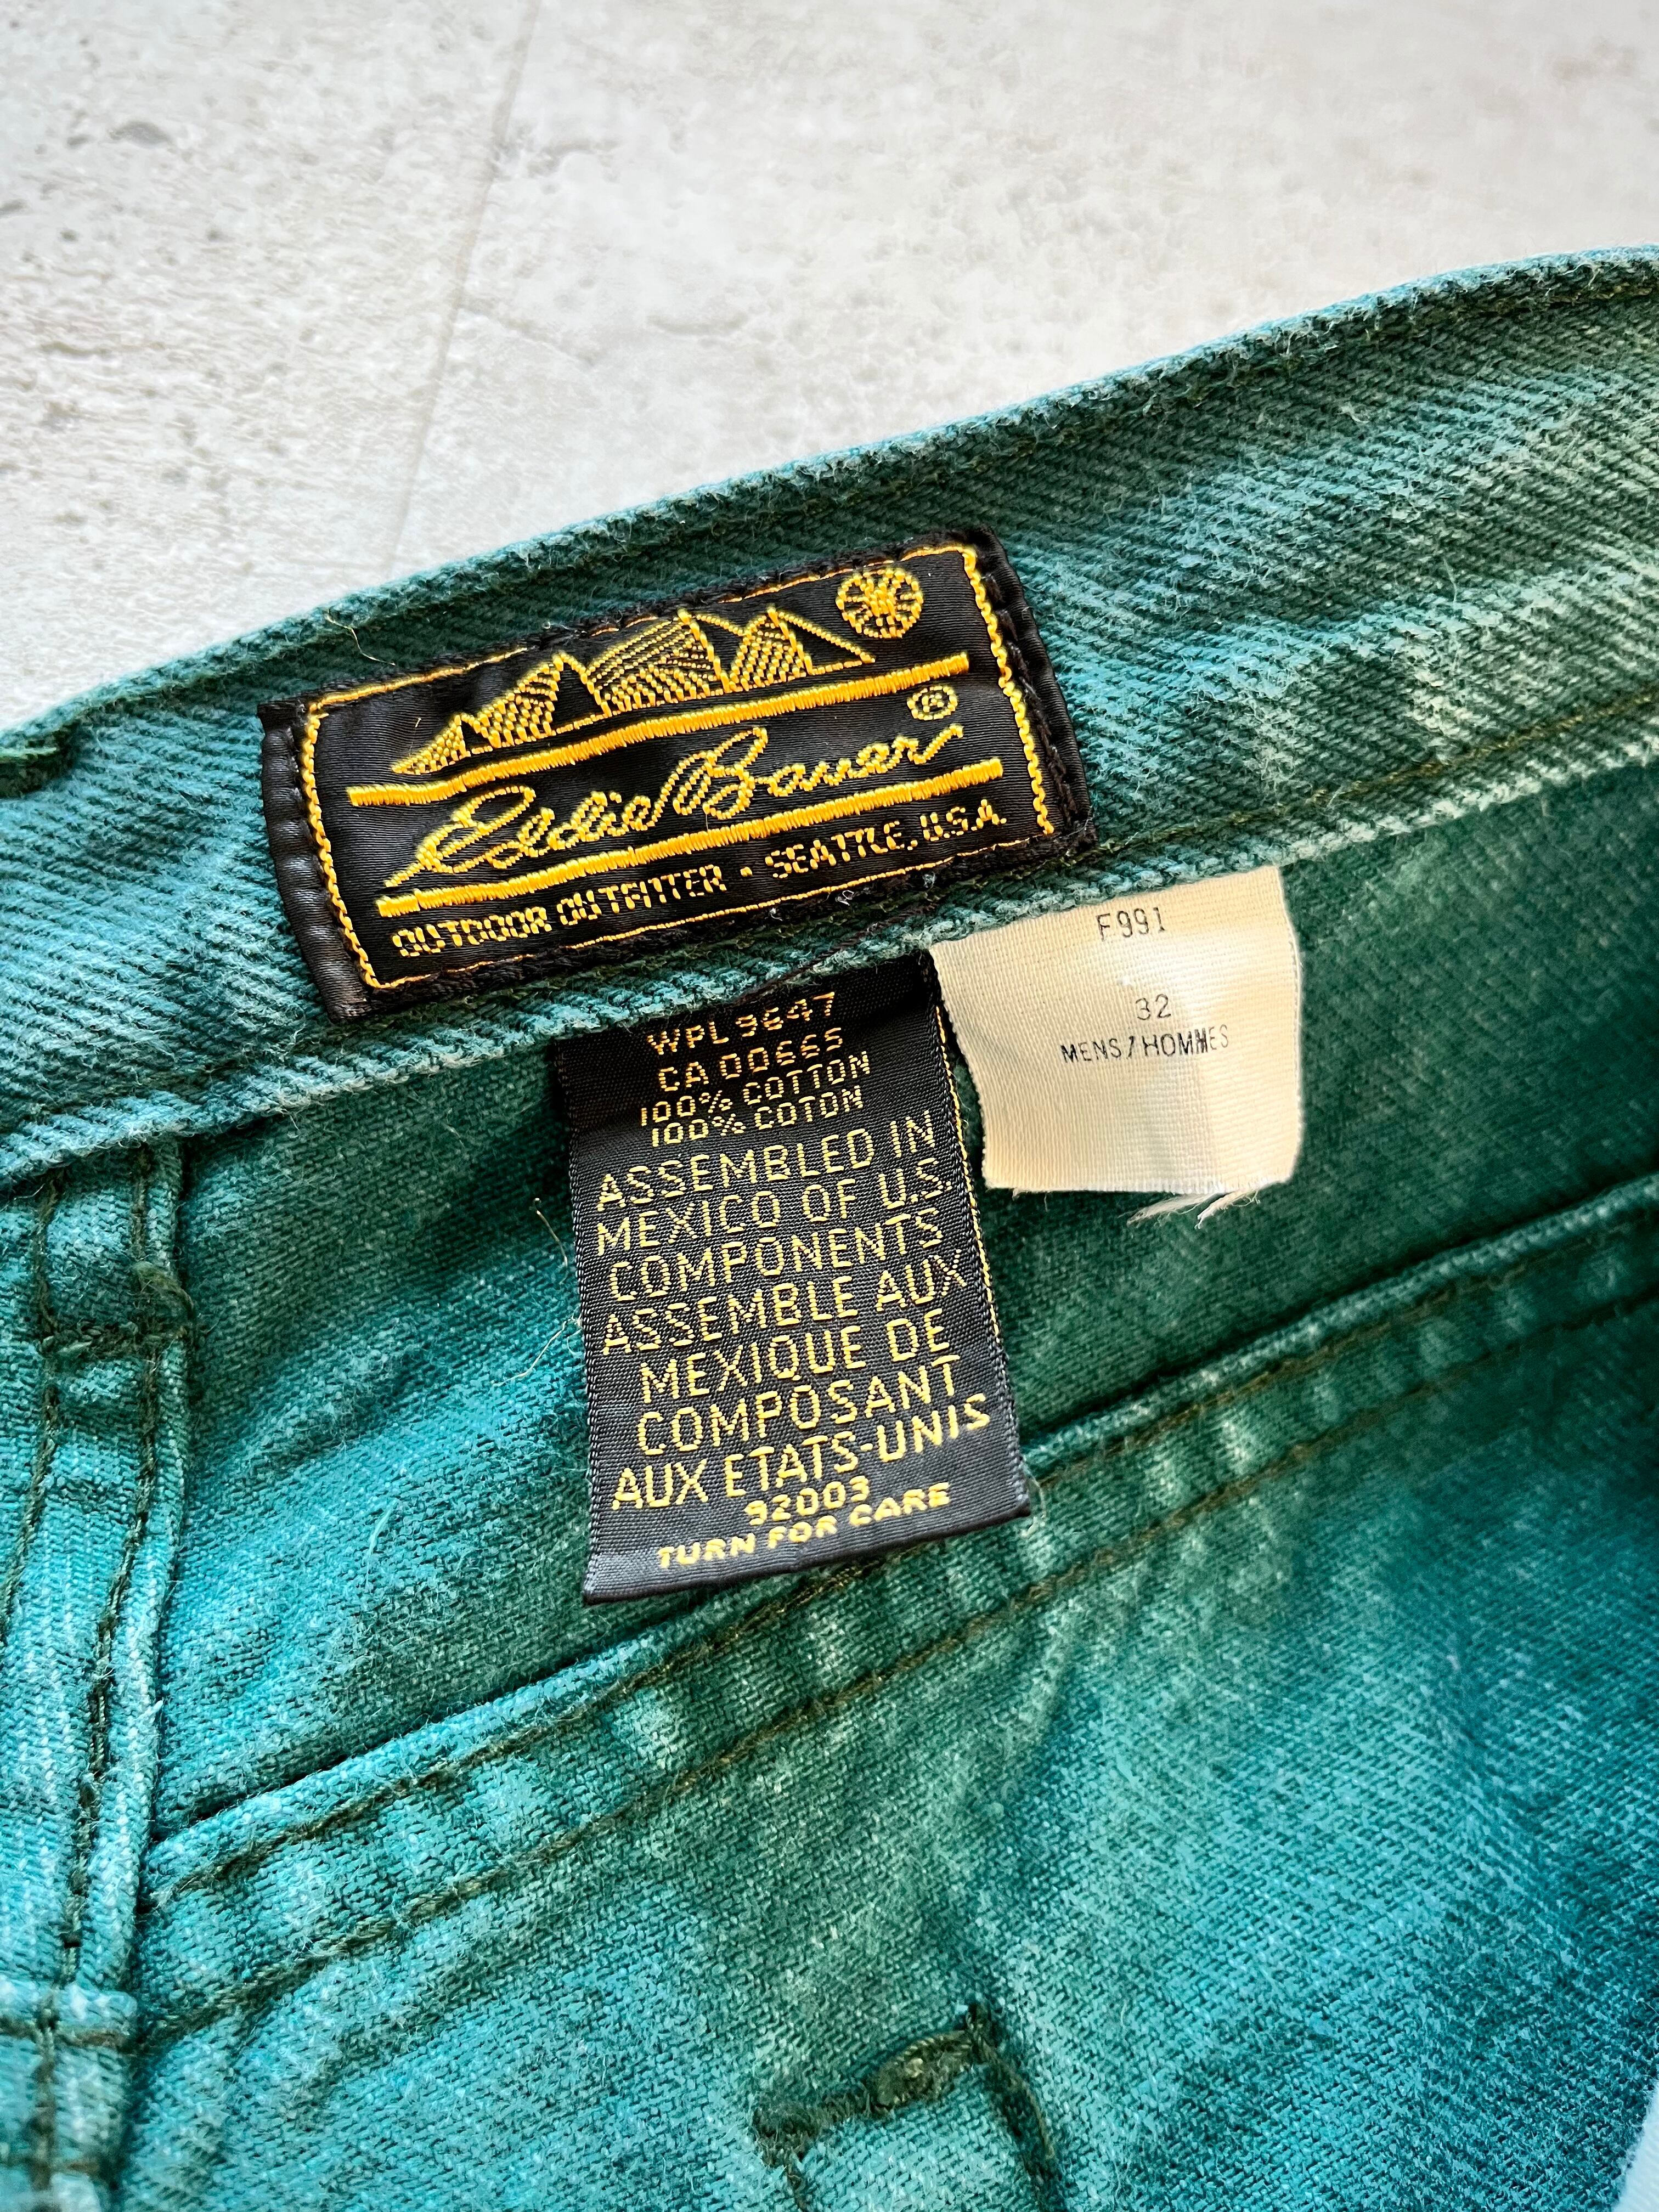 Eddie Bauer®
OUTDOOR OUTFITTER · SEATTLE, U.S.A.
F991
32
MENS/HOMMES
WPL 9647
CA 00665
100% COTTON
100% COTON
ASSEMBLED IN
MEXICO OF U.S.
COMPONENTS
ASSEMBLE AUX
MEXIQUE DE
COMPOSANT
AUX ETATS-UNIS
92003
TURN FOR CARE